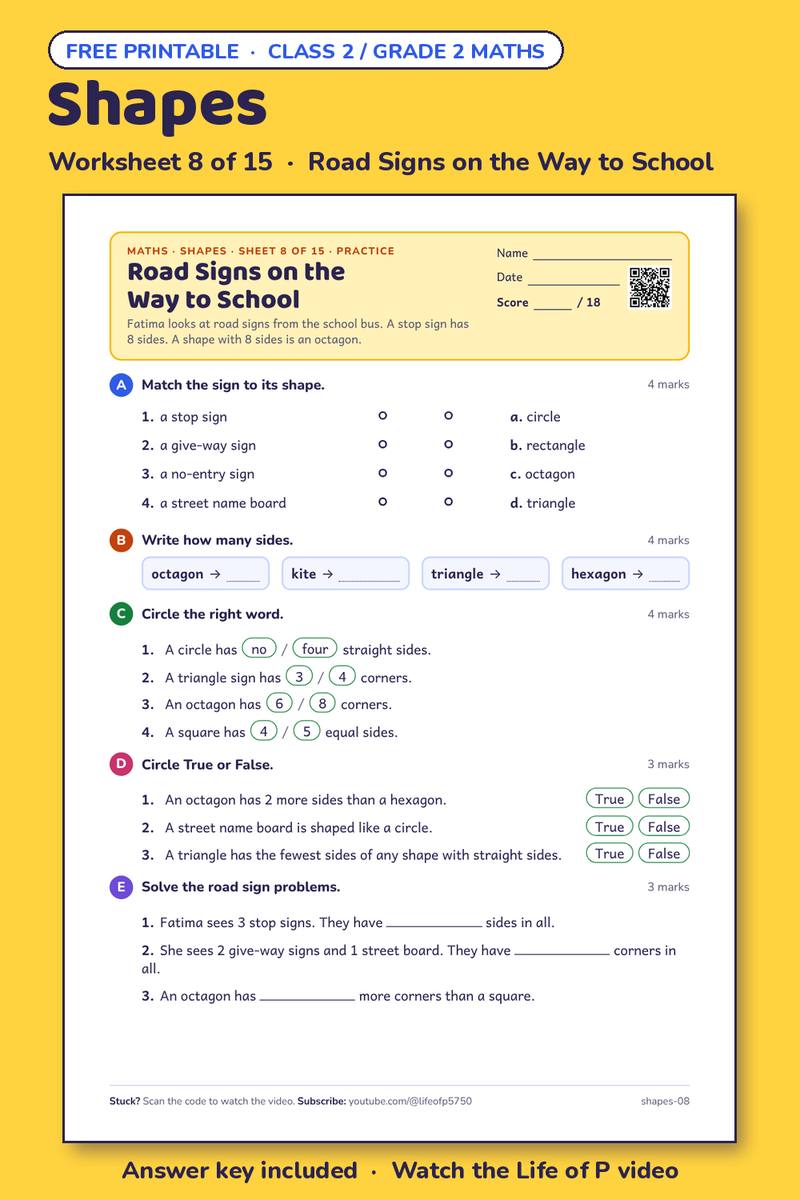 FREE PRINTABLE · CLASS 2 / GRADE 2 MATHS
Shapes
Worksheet 8 of 15 · Road Signs on the Way to School
MATHS · SHAPES · SHEET 8 OF 15 · PRACTICE
Road Signs on the
Way to School
Fatima looks at road signs from the school bus. A stop sign has
8 sides. A shape with 8 sides is an octagon.
Name
Date
Score / 18
A Match the sign to its shape. 4 marks
1. a stop sign a. circle
2. a give-way sign b. rectangle
3. a no-entry sign c. octagon
4. a street name board d. triangle
B Write how many sides. 4 marks
octagon → kite → triangle → hexagon →
C Circle the right word. 4 marks
1. A circle has no / four straight sides.
2. A triangle sign has 3 / 4 corners.
3. An octagon has 6 / 8 corners.
4. A square has 4 / 5 equal sides.
D Circle True or False. 3 marks
1. An octagon has 2 more sides than a hexagon. True False
2. A street name board is shaped like a circle. True False
3. A triangle has the fewest sides of any shape with straight sides. True False
E Solve the road sign problems. 3 marks
1. Fatima sees 3 stop signs. They have ____ sides in all.
2. She sees 2 give-way signs and 1 street board. They have ____ corners in
all.
3. An octagon has ____ more corners than a square.
Stuck? Scan the code to watch the video. Subscribe: youtube.com/@lifeofp5750 shapes-08
Answer key included · Watch the Life of P video